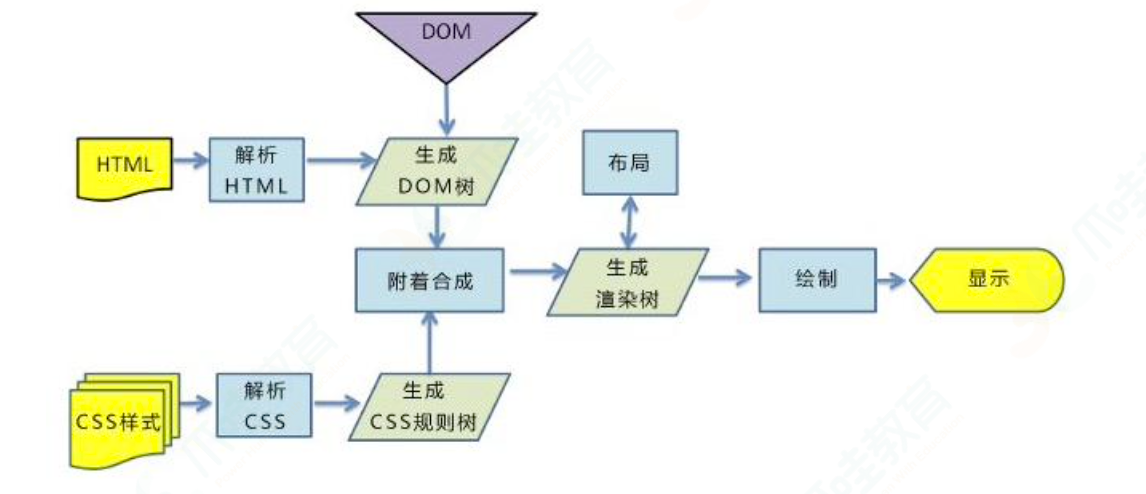 DOM
HTML
解析
HTML
生成
DOM树
布局
附着合成
生成
渲染树
绘制
显示
CSS样式
解析
CSS
生成
CSS规则树